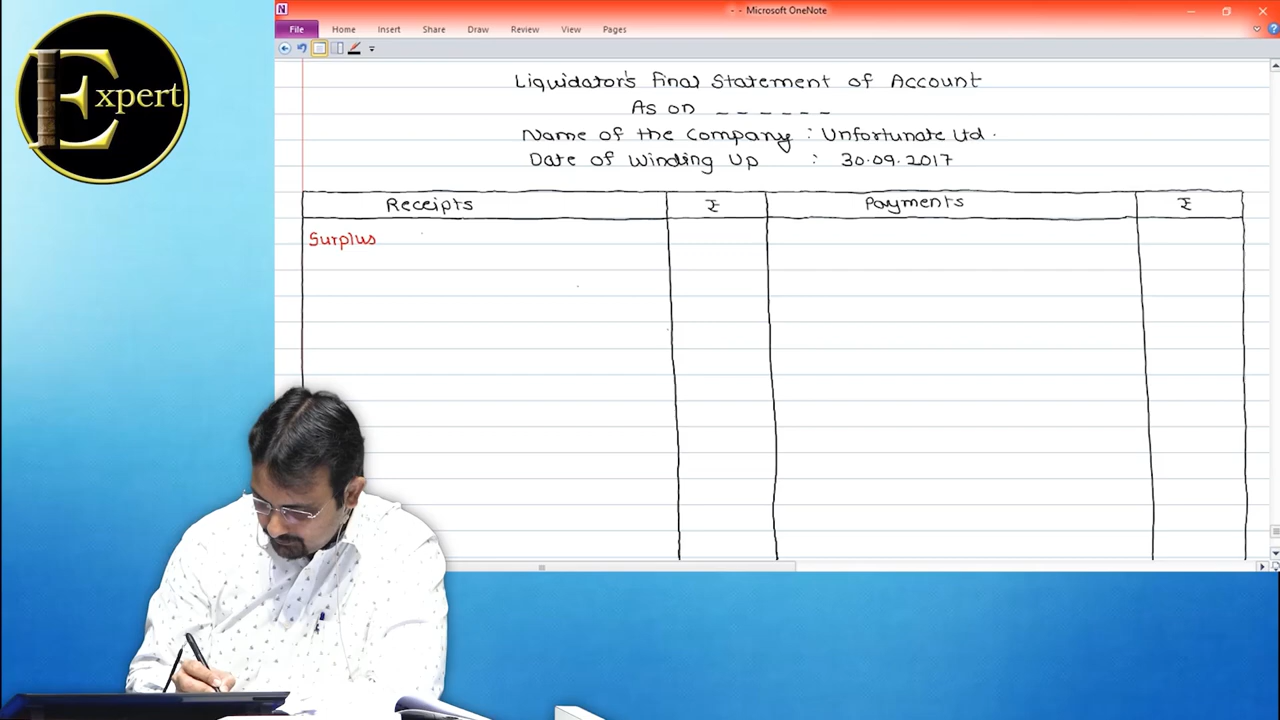 Expert
- - Microsoft OneNote
File Home Insert Share Draw Review View Pages
Liquidator's Final Statement of Account
As on ------
Name of the Company : Unfortunate Ltd.
Date of Winding Up : 30.09.2017
Receipts ₹ Payments ₹
Surplus